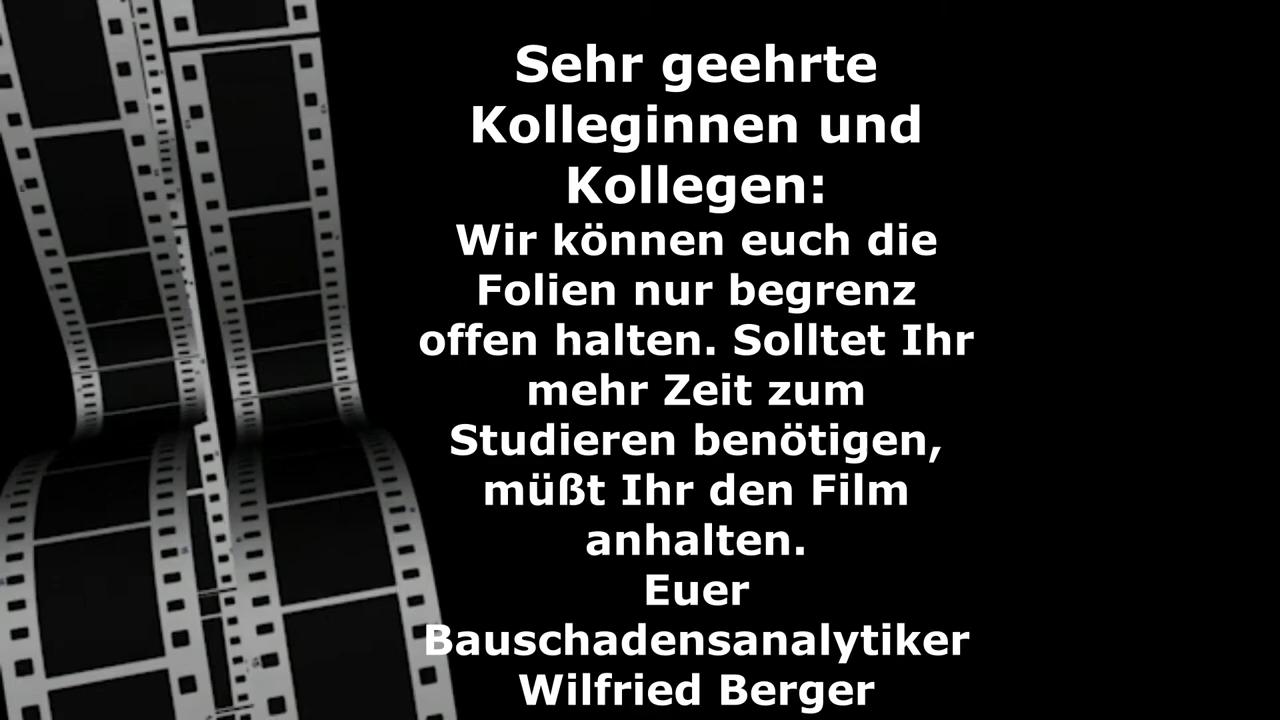 Sehr geehrte
Kolleginnen und
Kollegen:
Wir können euch die
Folien nur begrenz
offen halten. Solltet Ihr
mehr Zeit zum
Studieren benötigen,
müßt Ihr den Film
anhalten.
Euer
Bauschadensanalytiker
Wilfried Berger